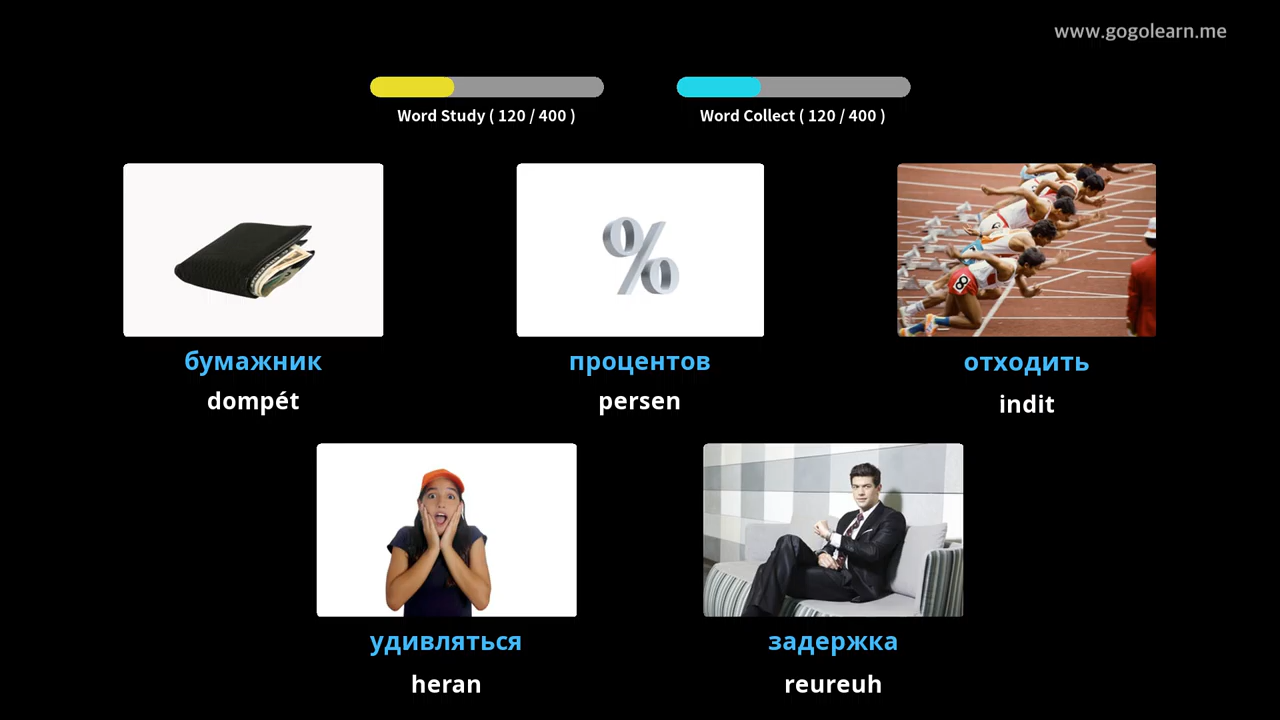 www.gogolearn.me
Word Study ( 120 / 400 )
Word Collect ( 120 / 400 )
бумажник
dompét
процентов
persen
отходить
indit
удивляться
heran
задержка
reureuh